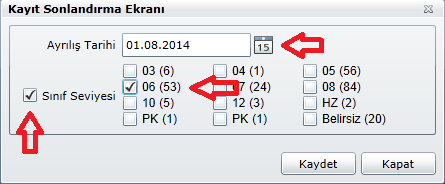 Kayıt Sonlandırma Ekranı
Ayrılış Tarihi 01.08.2014 15
03 (6) 04 (1) 05 (56)
Sınıf Seviyesi 06 (53) 07 (24) 08 (84)
10 (5) 12 (3) HZ (2)
PK (1) PK (1) Belirsiz (20)
Kaydet Kapat